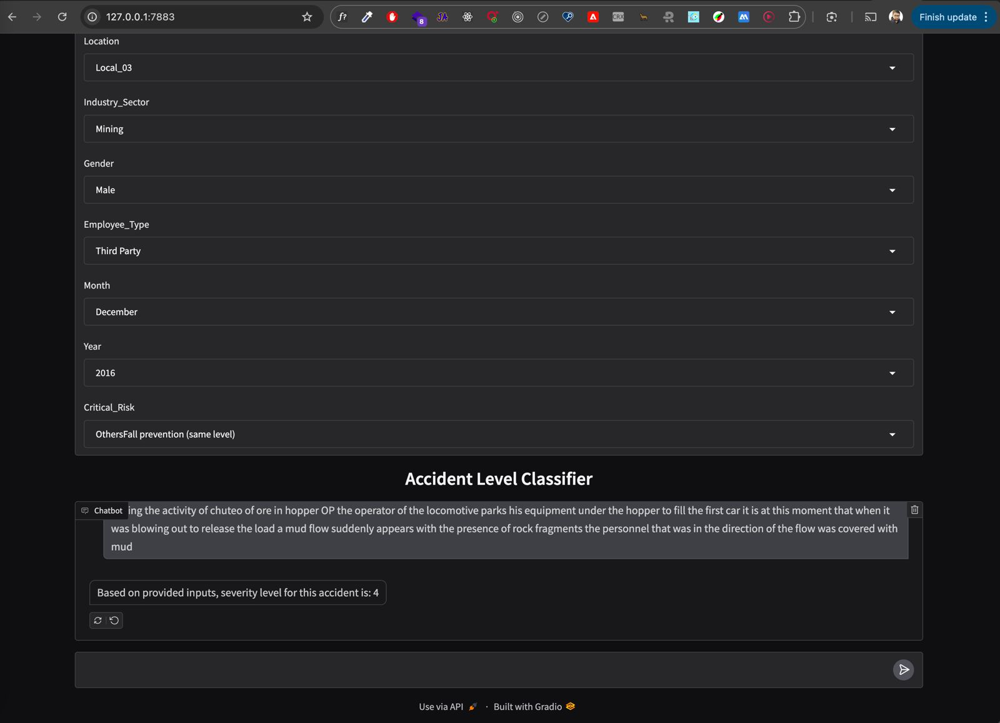 127.0.0.1:7883
f?
8
JA
CRX
Finish update
Location
Local_03
Industry_Sector
Mining
Gender
Male
Employee_Type
Third Party
Month
December
Year
2016
Critical_Risk
OthersFall prevention (same level)
Accident Level Classifier
Chatbot
ing the activity of chuteo of ore in hopper OP the operator of the locomotive parks his equipment under the hopper to fill the first car it is at this moment that when it
was blowing out to release the load a mud flow suddenly appears with the presence of rock fragments the personnel that was in the direction of the flow was covered with
mud
Based on provided inputs, severity level for this accident is: 4
Use via API · Built with Gradio